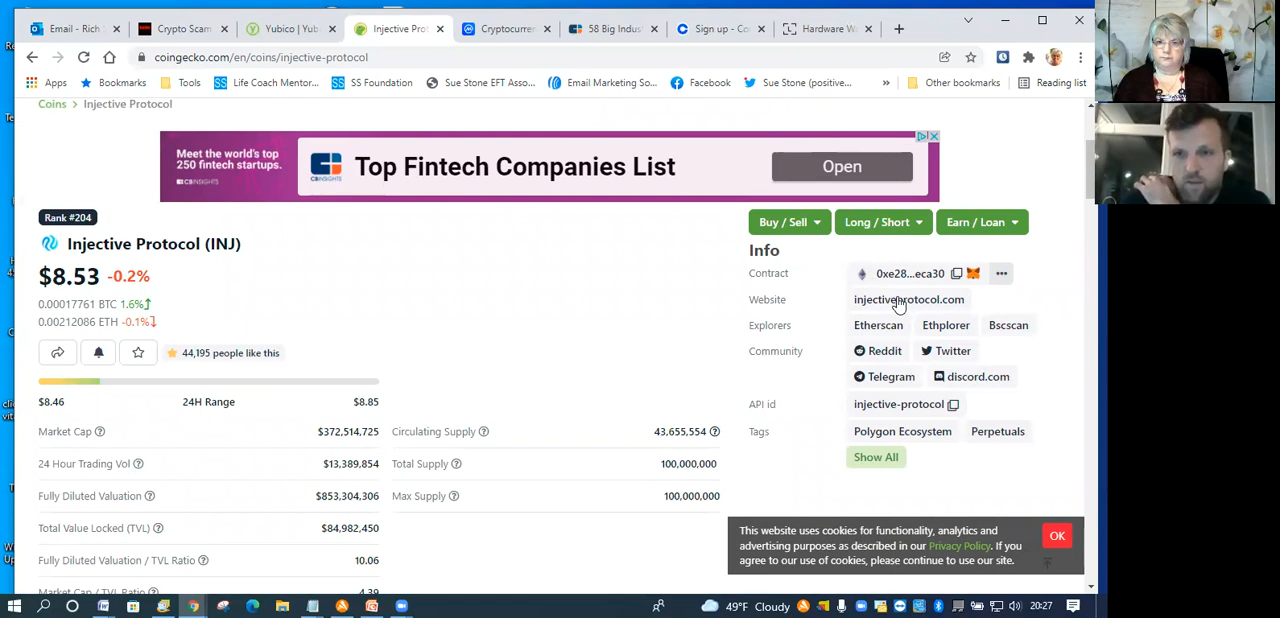 Email - Rich
Crypto Scam
Yubico | Yub
Injective Pro
Cryptocurre
58 Big Indus
Sign up - Co
Hardware W
coingecko.com/en/coins/injective-protocol
Apps
Bookmarks
Tools
SS Life Coach Mentor...
SS SS Foundation
Sue Stone EFT Asso...
Email Marketing So...
Facebook
Sue Stone (positive...
»
Other bookmarks
Reading list
Coins > Injective Protocol
Meet the world's top
250 fintech startups.
CBINSIGHTS
CBINSIGHTS
Top Fintech Companies List
Open
Rank #204
Injective Protocol (INJ)
$8.53 -0.2%
0.00017761 BTC 1.6%
0.00212086 ETH -0.1%
44,195 people like this
$8.46 24H Range $8.85
Market Cap $372,514,725
24 Hour Trading Vol $13,389,854
Fully Diluted Valuation $853,304,306
Total Value Locked (TVL) $84,982,450
Fully Diluted Valuation / TVL Ratio 10.06
Market Cap / TVL Ratio 4.39
Circulating Supply 43,655,554
Total Supply 100,000,000
Max Supply 100,000,000
Buy / Sell
Long / Short
Earn / Loan
Info
Contract 0xe28...eca30
Website injectiveprotocol.com
Explorers Etherscan Ethplorer Bscscan
Community Reddit Twitter
Telegram discord.com
API id injective-protocol
Tags Polygon Ecosystem Perpetuals
Show All
This website uses cookies for functionality, analytics and
advertising purposes as described in our Privacy Policy. If you
agree to our use of cookies, please continue to use our site.
OK
49°F Cloudy
20:27